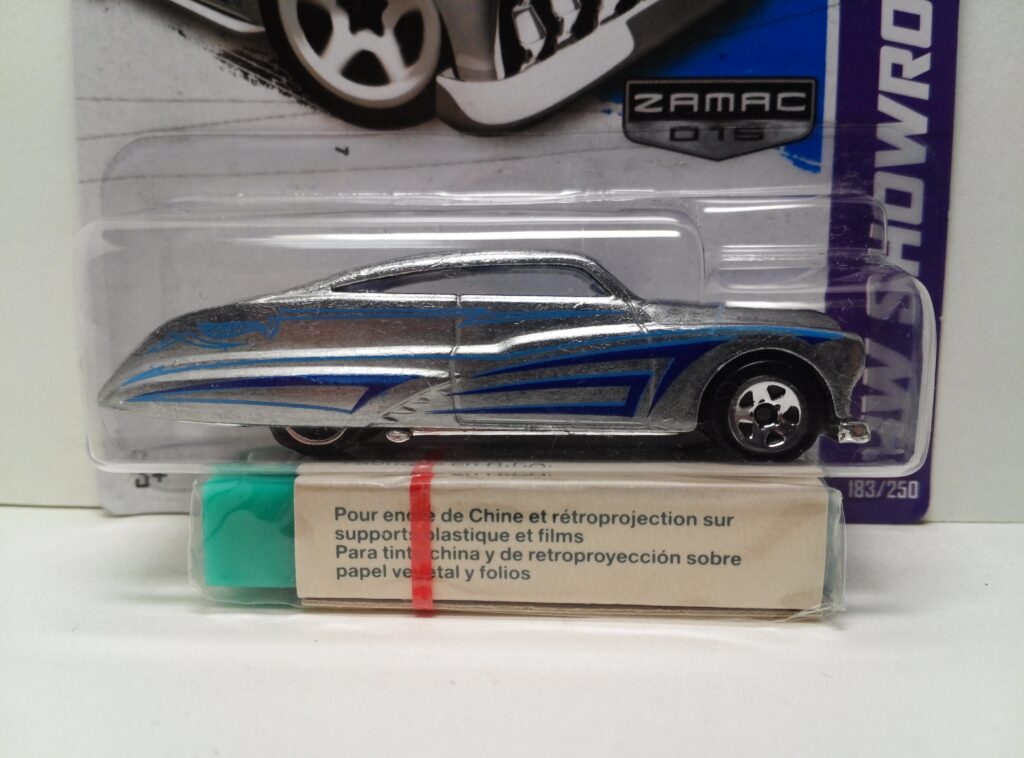 ZAMAC
015
HW SHOWRO
183/250
3+
Pour encre de Chine et rétroprojection sur
supports plastique et films
Para tinta china y de retroproyección sobre
papel vegetal y folios